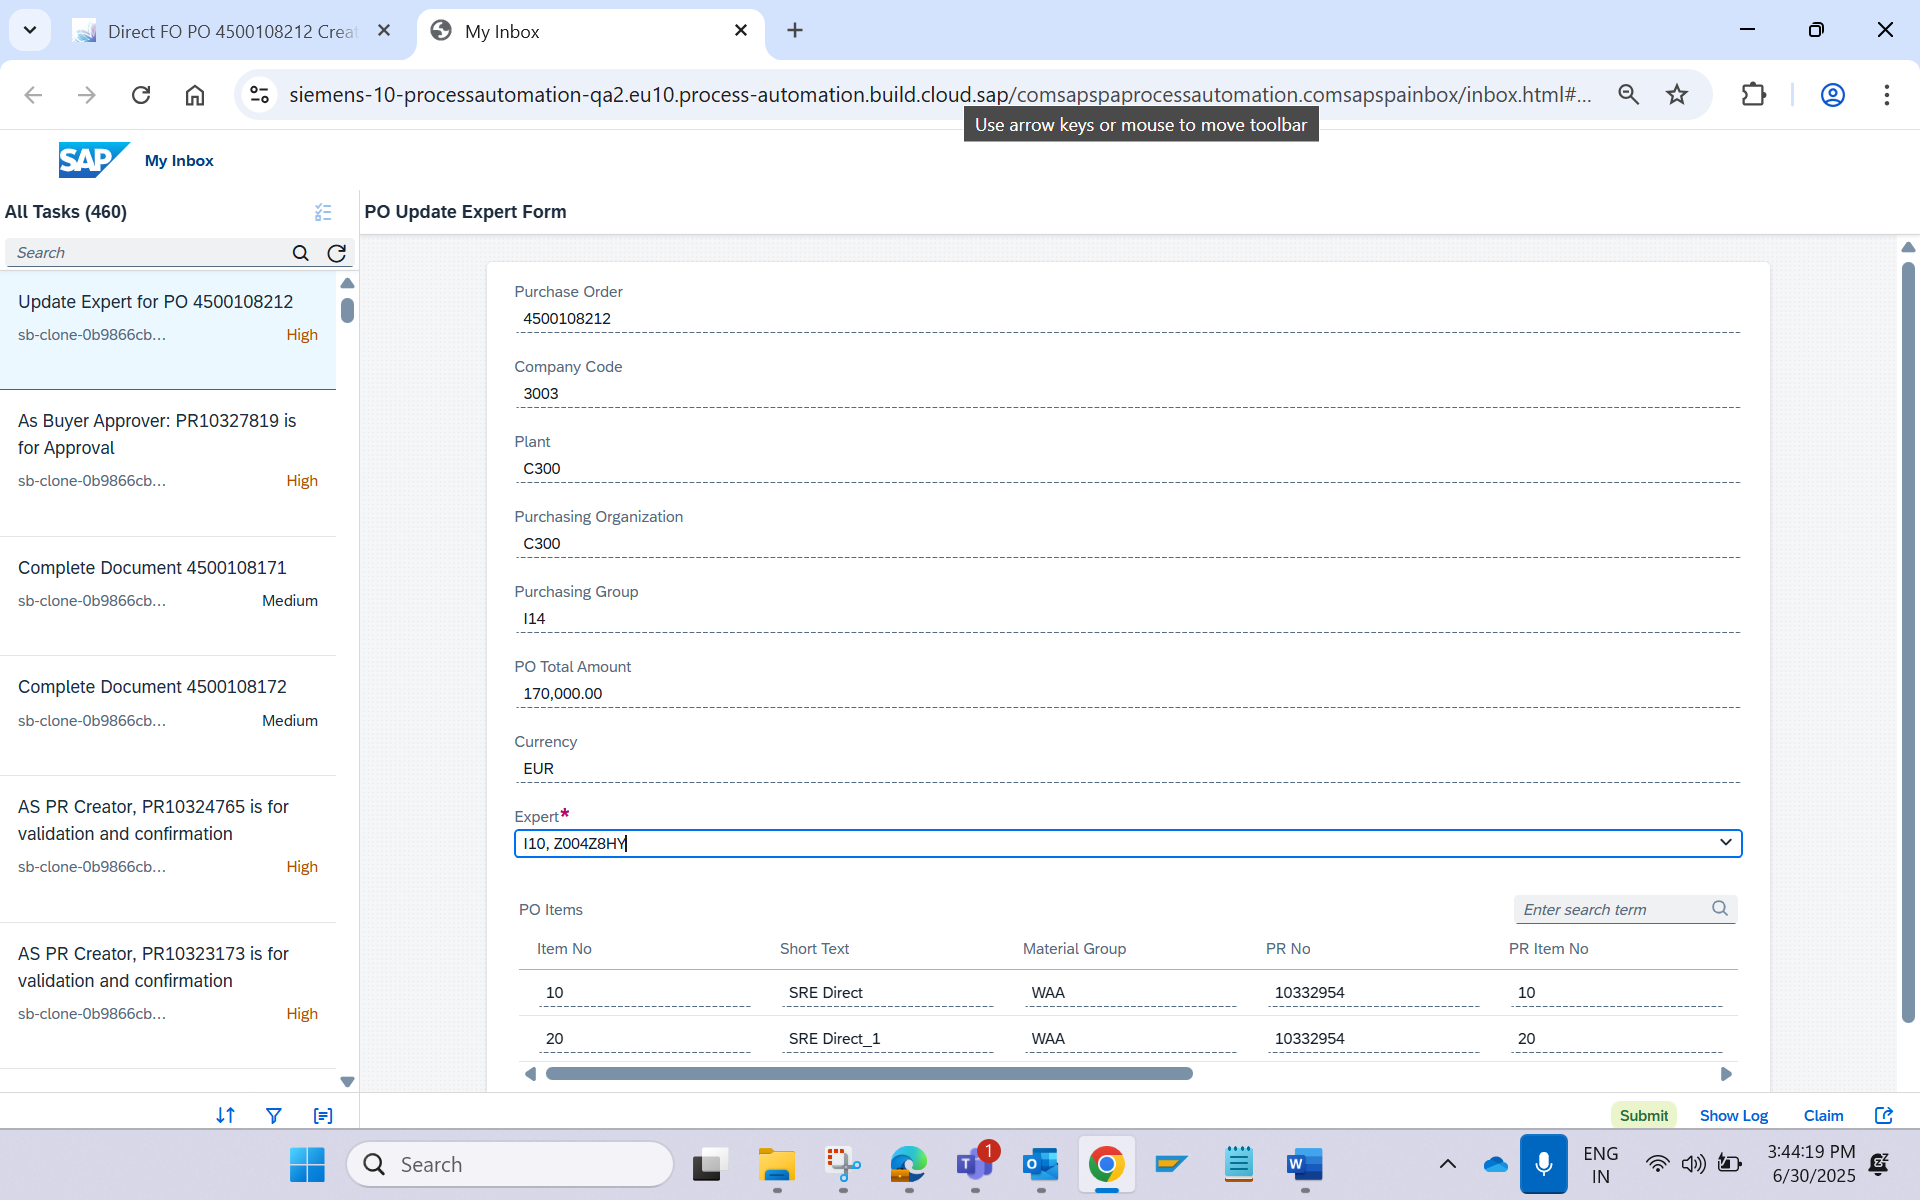 Direct FO PO 4500108212 Creat
My Inbox
siemens-10-processautomation-qa2.eu10.process-automation.build.cloud.sap/comsapspaprocessautomation.comsapspainbox/inbox.html#...
Use arrow keys or mouse to move toolbar
SAP My Inbox
All Tasks (460)
PO Update Expert Form
Search
Update Expert for PO 4500108212
sb-clone-0b9866cb... High
As Buyer Approver: PR10327819 is
for Approval
sb-clone-0b9866cb... High
Complete Document 4500108171
sb-clone-0b9866cb... Medium
Complete Document 4500108172
sb-clone-0b9866cb... Medium
AS PR Creator, PR10324765 is for
validation and confirmation
sb-clone-0b9866cb... High
AS PR Creator, PR10323173 is for
validation and confirmation
sb-clone-0b9866cb... High
Purchase Order
4500108212
Company Code
3003
Plant
C300
Purchasing Organization
C300
Purchasing Group
I14
PO Total Amount
170,000.00
Currency
EUR
Expert*
I10, Z004Z8HY
PO Items
Enter search term
Item No Short Text Material Group PR No PR Item No
10 SRE Direct WAA 10332954 10
20 SRE Direct_1 WAA 10332954 20
Submit Show Log Claim
Search
1
ENG
IN
3:44:19 PM
6/30/2025